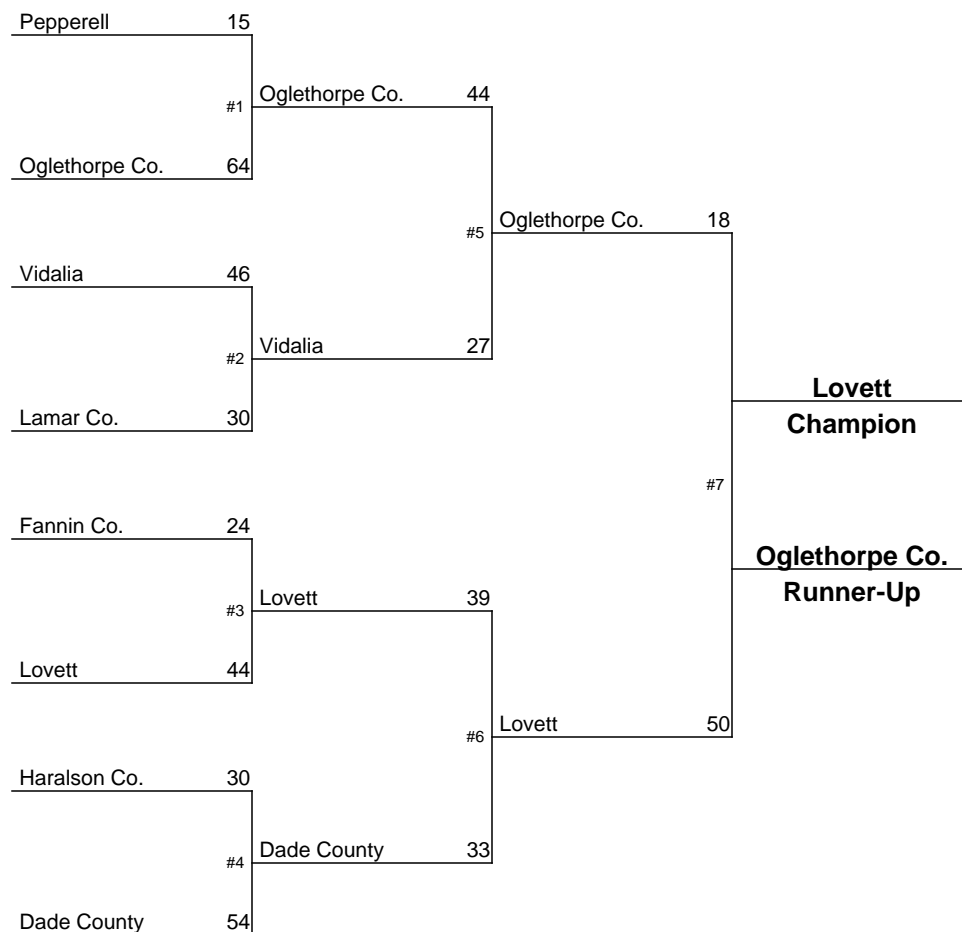 Pepperell 15
#1 Oglethorpe Co. 44
Oglethorpe Co. 64
#5 Oglethorpe Co. 18
Vidalia 46
#2 Vidalia 27
Lamar Co. 30
Lovett
Champion
#7
Fannin Co. 24
Oglethorpe Co.
Runner-Up
#3 Lovett 39
Lovett 44
#6 Lovett 50
Haralson Co. 30
#4 Dade County 33
Dade County 54